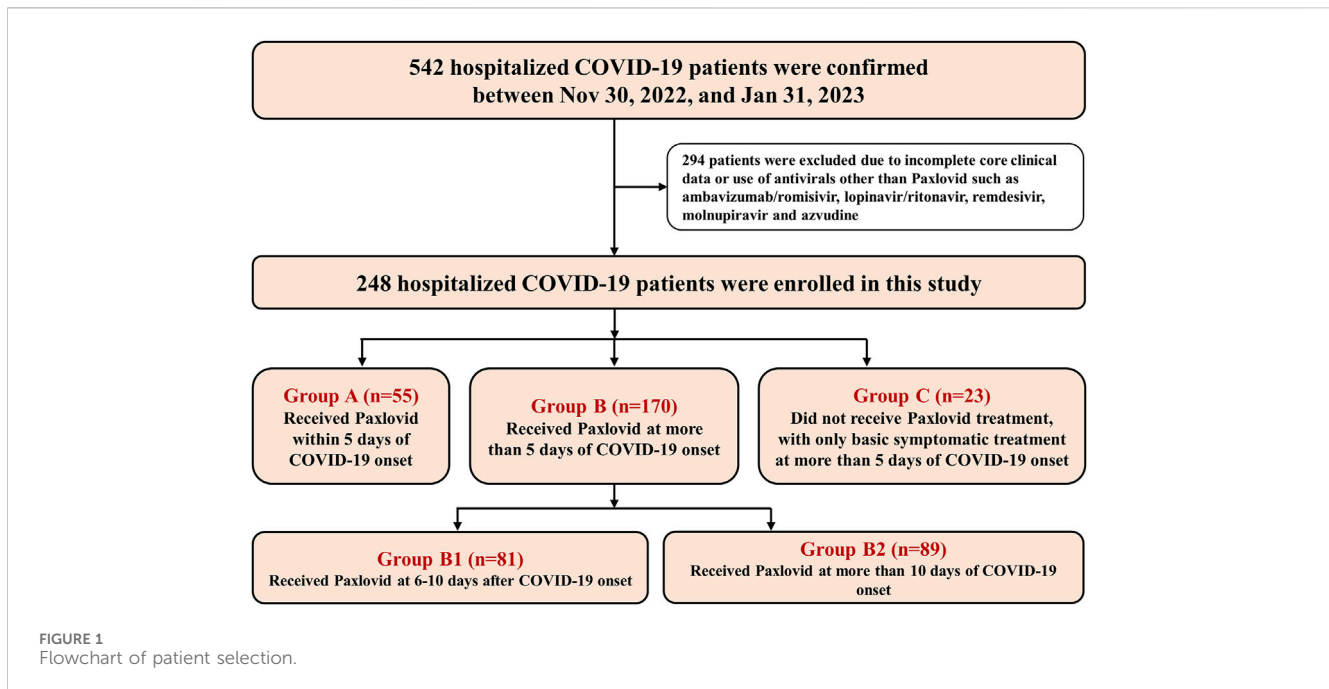 542 hospitalized COVID-19 patients were confirmed
between Nov 30, 2022, and Jan 31, 2023
294 patients were excluded due to incomplete core clinical
data or use of antivirals other than Paxlovid such as
ambavizumab/romisivir, lopinavir/ritonavir, remdesivir,
molnupiravir and azvudine
248 hospitalized COVID-19 patients were enrolled in this study
Group A (n=55)
Received Paxlovid
within 5 days of
COVID-19 onset
Group B (n=170)
Received Paxlovid at more
than 5 days of COVID-19 onset
Group C (n=23)
Did not receive Paxlovid treatment,
with only basic symptomatic treatment
at more than 5 days of COVID-19 onset
Group B1 (n=81)
Received Paxlovid at 6-10 days after COVID-19 onset
Group B2 (n=89)
Received Paxlovid at more than 10 days of COVID-19
onset
FIGURE 1
Flowchart of patient selection.